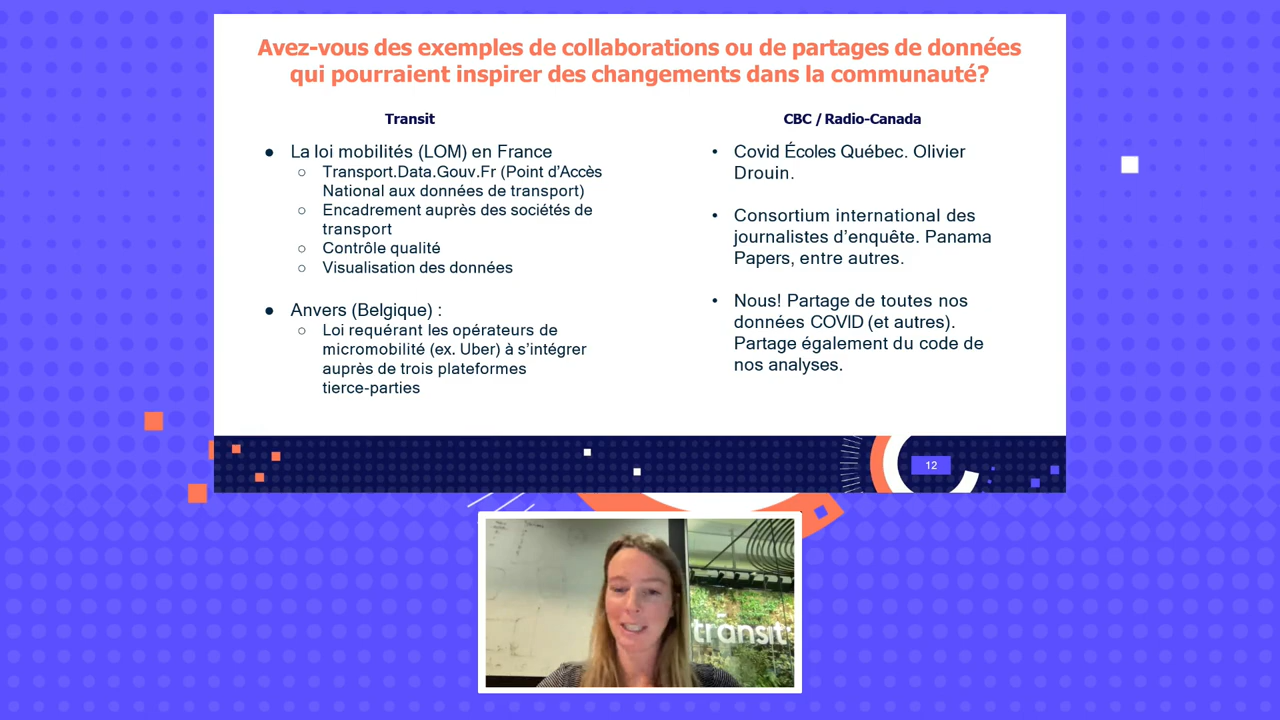 Avez-vous des exemples de collaborations ou de partages de données
qui pourraient inspirer des changements dans la communauté?
Transit
● La loi mobilités (LOM) en France
○ Transport.Data.Gouv.Fr (Point d'Accès
National aux données de transport)
○ Encadrement auprès des sociétés de
transport
○ Contrôle qualité
○ Visualisation des données
● Anvers (Belgique) :
○ Loi requérant les opérateurs de
micromobilité (ex. Uber) à s'intégrer
auprès de trois plateformes
tierce-parties
CBC / Radio-Canada
• Covid Écoles Québec. Olivier
Drouin.
• Consortium international des
journalistes d'enquête. Panama
Papers, entre autres.
• Nous! Partage de toutes nos
données COVID (et autres).
Partage également du code de
nos analyses.
12
transit